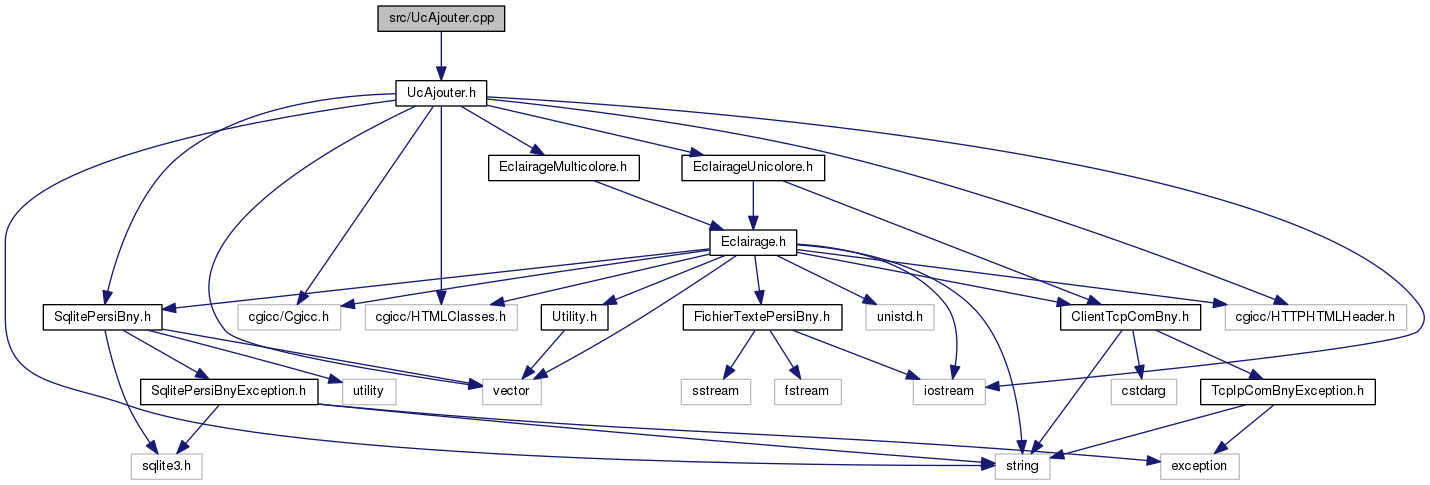 src/UcAjouter.cpp
UcAjouter.h
EclairageMulticolore.h
EclairageUnicolore.h
Eclairage.h
SqlitePersiBny.h
cgicc/Cgicc.h
cgicc/HTMLClasses.h
Utility.h
FichierTextePersiBny.h
unistd.h
ClientTcpComBny.h
cgicc/HTTPHTMLHeader.h
SqlitePersiBnyException.h
utility
vector
sstream
fstream
iostream
cstdarg
TcpIpComBnyException.h
sqlite3.h
string
exception